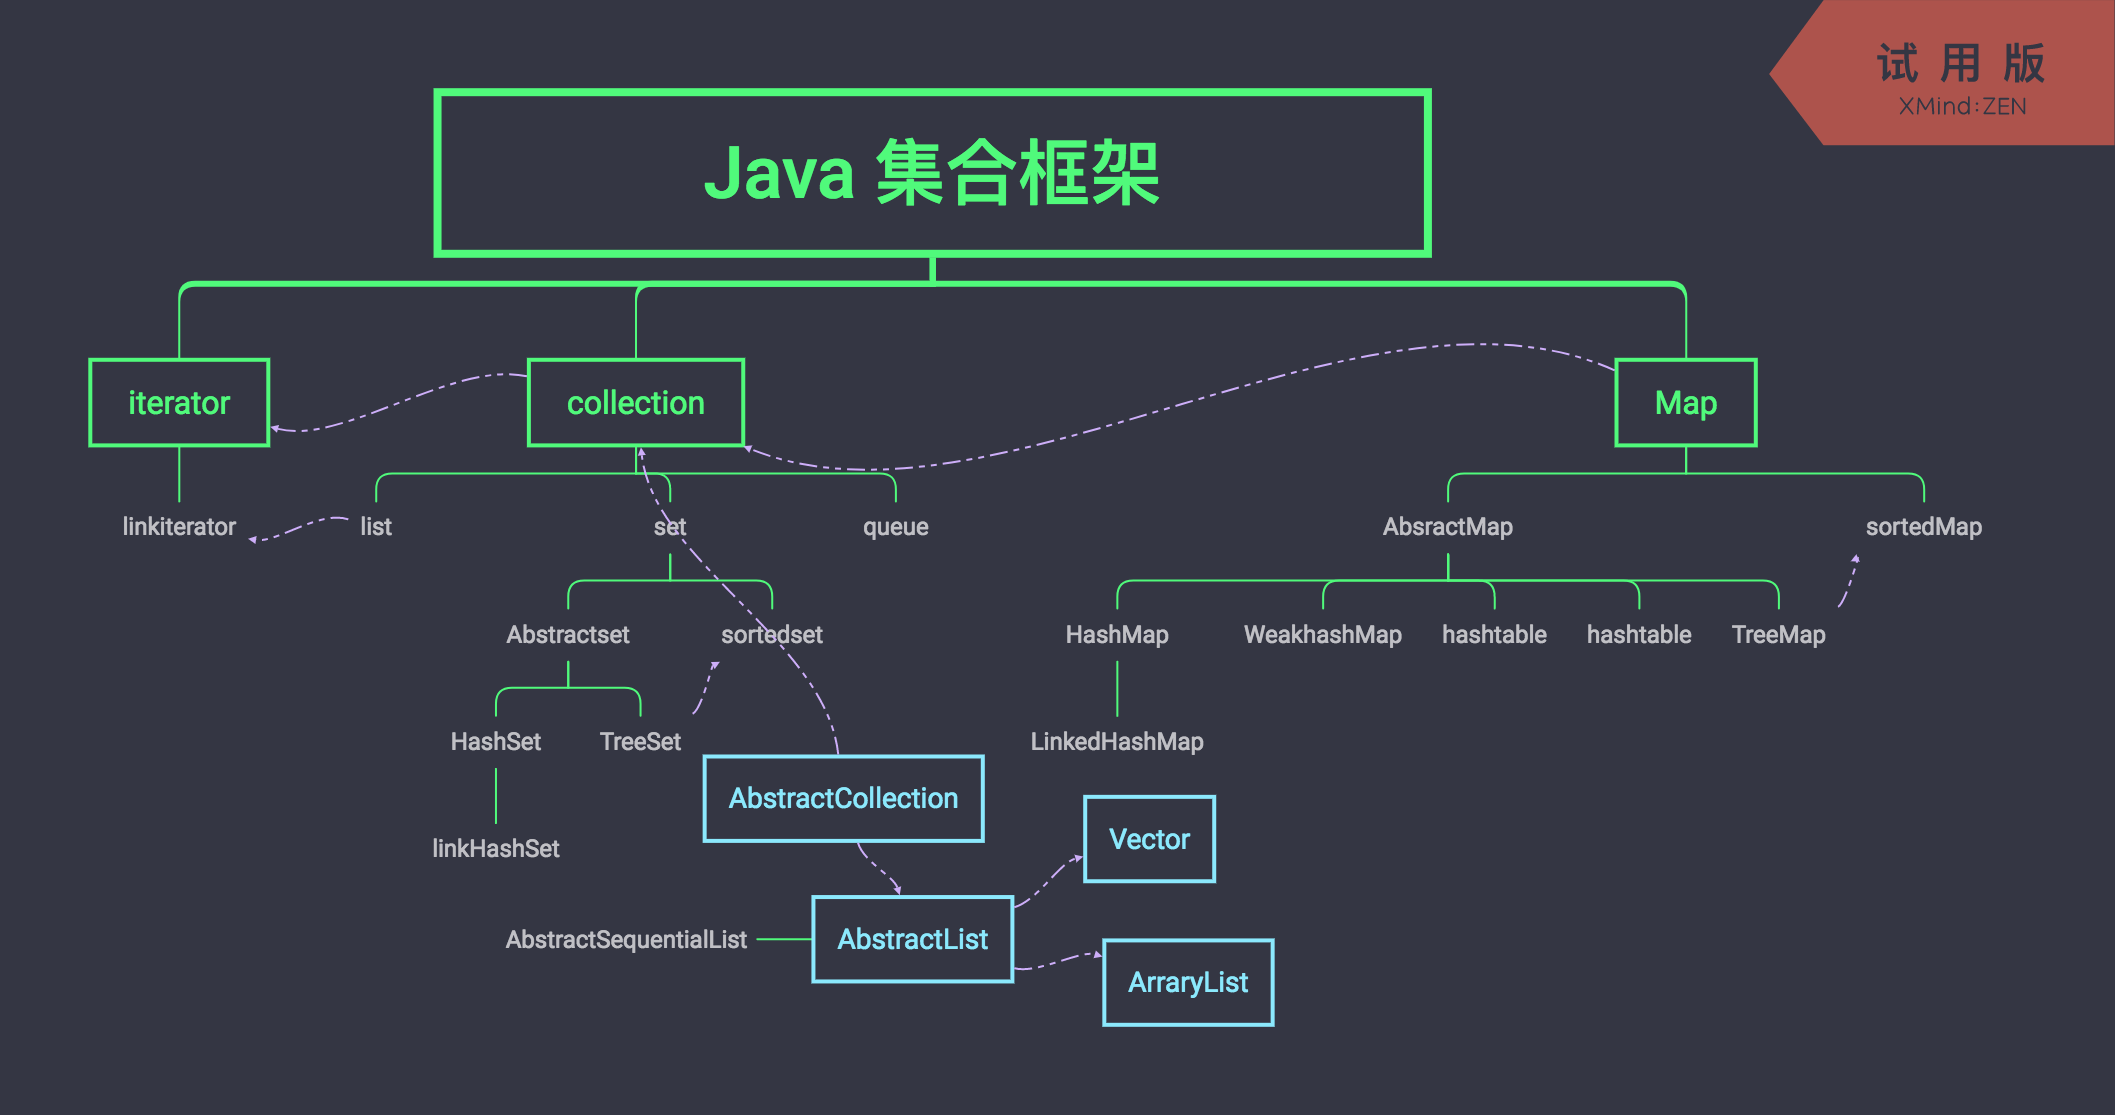 试用版
XMind:ZEN
Java 集合框架
iterator
collection
Map
linkiterator
list
set
queue
AbsractMap
sortedMap
Abstractset
sortedset
HashMap
WeakhashMap
hashtable
hashtable
TreeMap
HashSet
TreeSet
LinkedHashMap
AbstractCollection
Vector
linkHashSet
AbstractSequentialList
AbstractList
ArraryList